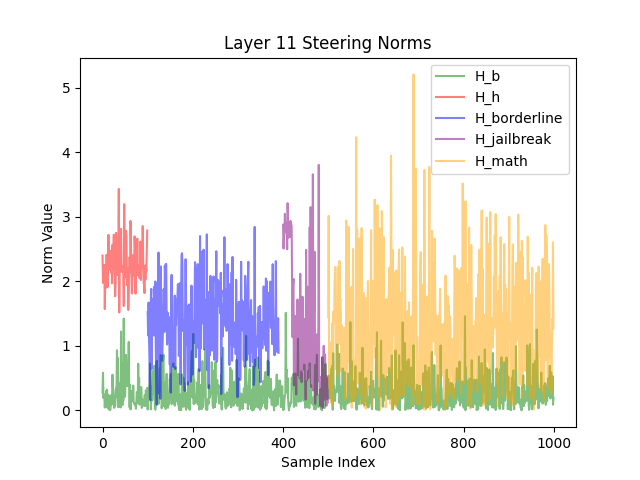 Layer 11 Steering Norms
Norm Value
5
4
3
2
1
0
H_b
H_h
H_borderline
H_jailbreak
H_math
0 200 400 600 800 1000
Sample Index